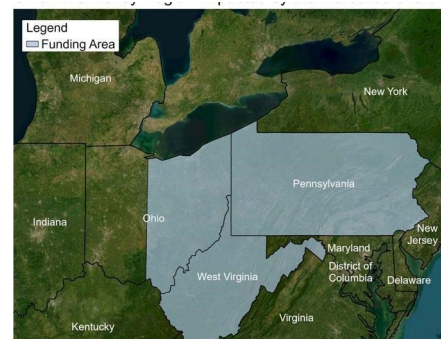 Legend
Funding Area
Michigan
New York
Pennsylvania
Indiana
Ohio
New
Jersey
Maryland
District of
Columbia
Delaware
West Virginia
Virginia
Kentucky